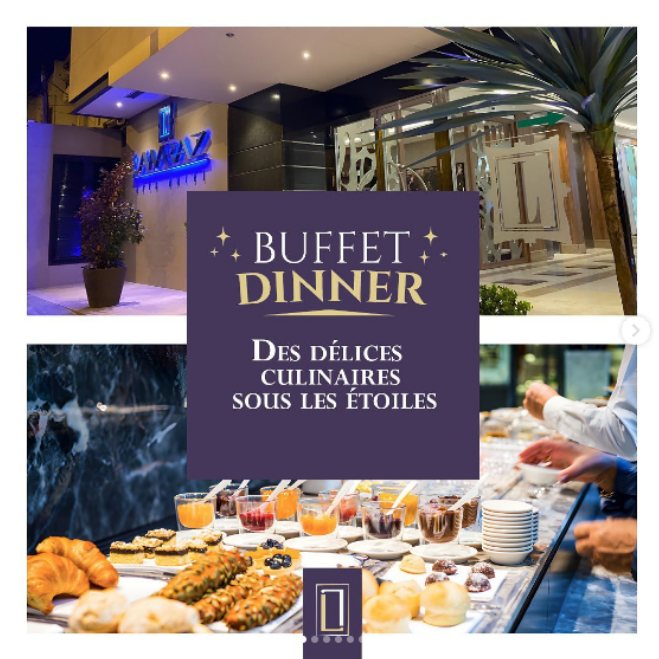 L
BUFFET
DINNER
DES DÉLICES
CULINAIRES
SOUS LES ÉTOILES
L